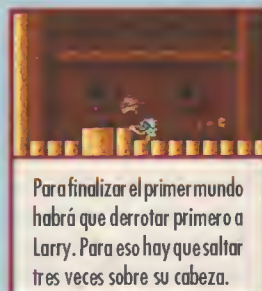 Para finalizar el primer mundo
habrá que derrotar primero a
Larry. Para eso hay que saltar
tres veces sobre su cabeza.